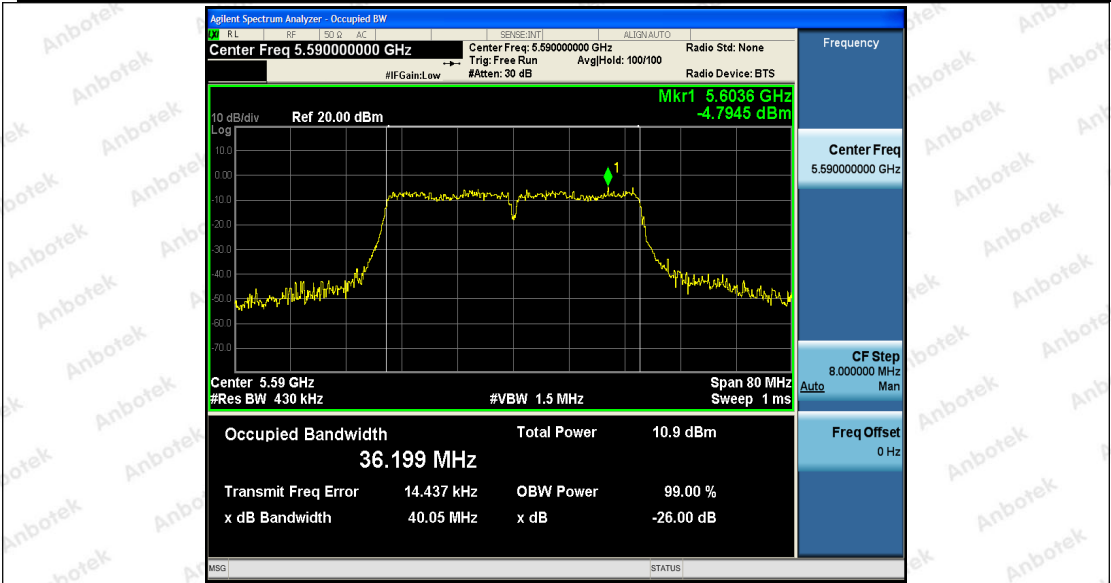 Agilent Spectrum Analyzer - Occupied BW
LXI RL RF 50 Ω AC SENSE:INT ALIGN AUTO
Center Freq 5.590000000 GHz
Center Freq: 5.590000000 GHz Radio Std: None
Trig: Free Run Avg|Hold: 100/100
#IFGain:Low #Atten: 30 dB Radio Device: BTS
Mkr1 5.6036 GHz
-4.7945 dBm
10 dB/div Ref 20.00 dBm
Log
10.0
0.00
-10.0
-20.0
-30.0
-40.0
-50.0
-60.0
-70.0
1
Center 5.59 GHz Span 80 MHz
#Res BW 430 kHz #VBW 1.5 MHz Sweep 1 ms
Occupied Bandwidth Total Power 10.9 dBm
36.199 MHz
Transmit Freq Error 14.437 kHz OBW Power 99.00 %
x dB Bandwidth 40.05 MHz x dB -26.00 dB
MSG STATUS
Frequency
Center Freq
5.590000000 GHz
CF Step
8.000000 MHz
Auto Man
Freq Offset
0 Hz
Anbotek